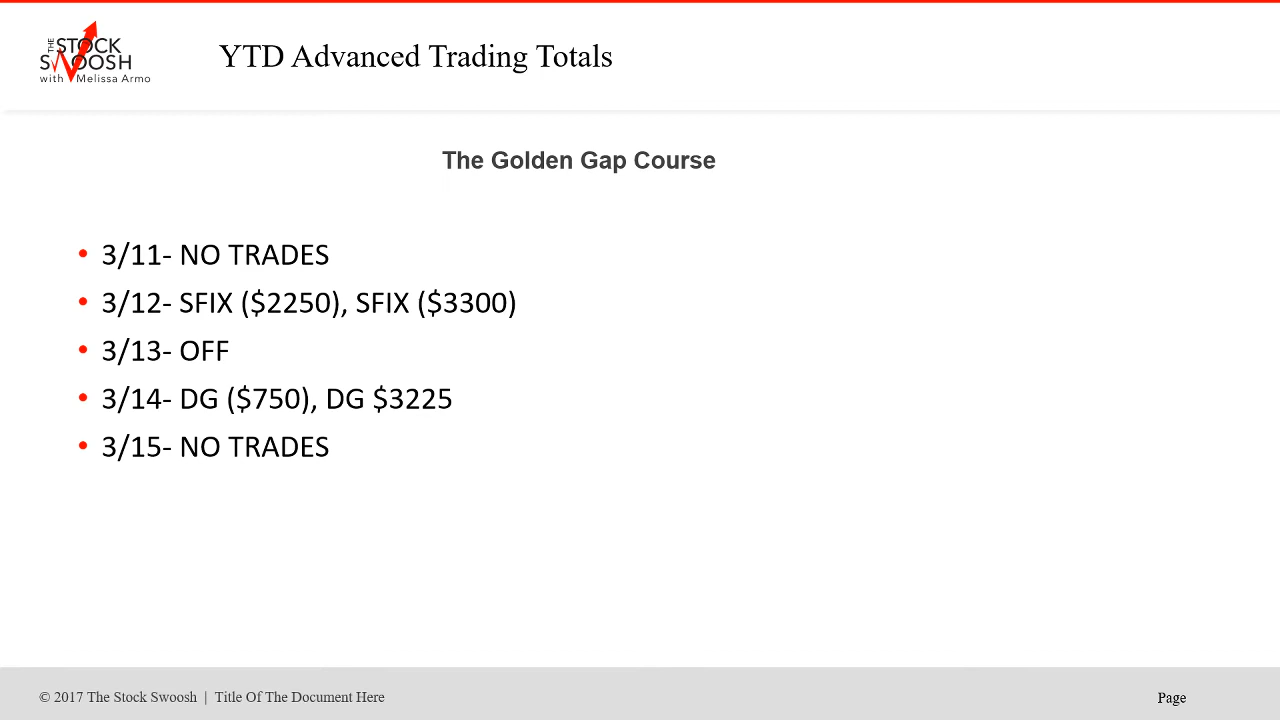 THE STOCK
SWOOSH
with Melissa Armo
YTD Advanced Trading Totals
The Golden Gap Course
• 3/11- NO TRADES
• 3/12- SFIX ($2250), SFIX ($3300)
• 3/13- OFF
• 3/14- DG ($750), DG $3225
• 3/15- NO TRADES
© 2017 The Stock Swoosh | Title Of The Document Here
Page